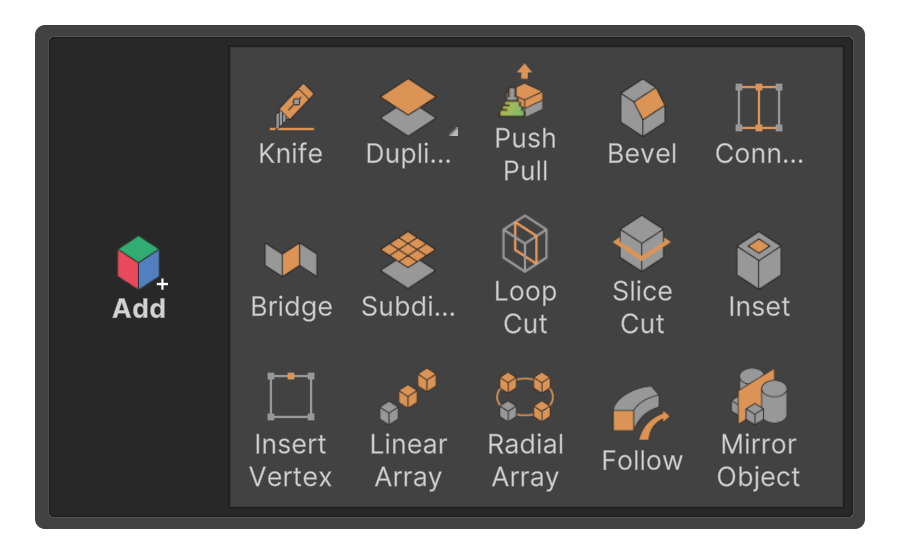 Knife
Dupli...
Push
Pull
Bevel
Conn...
Add
Bridge
Subdi...
Loop
Cut
Slice
Cut
Inset
Insert
Vertex
Linear
Array
Radial
Array
Follow
Mirror
Object